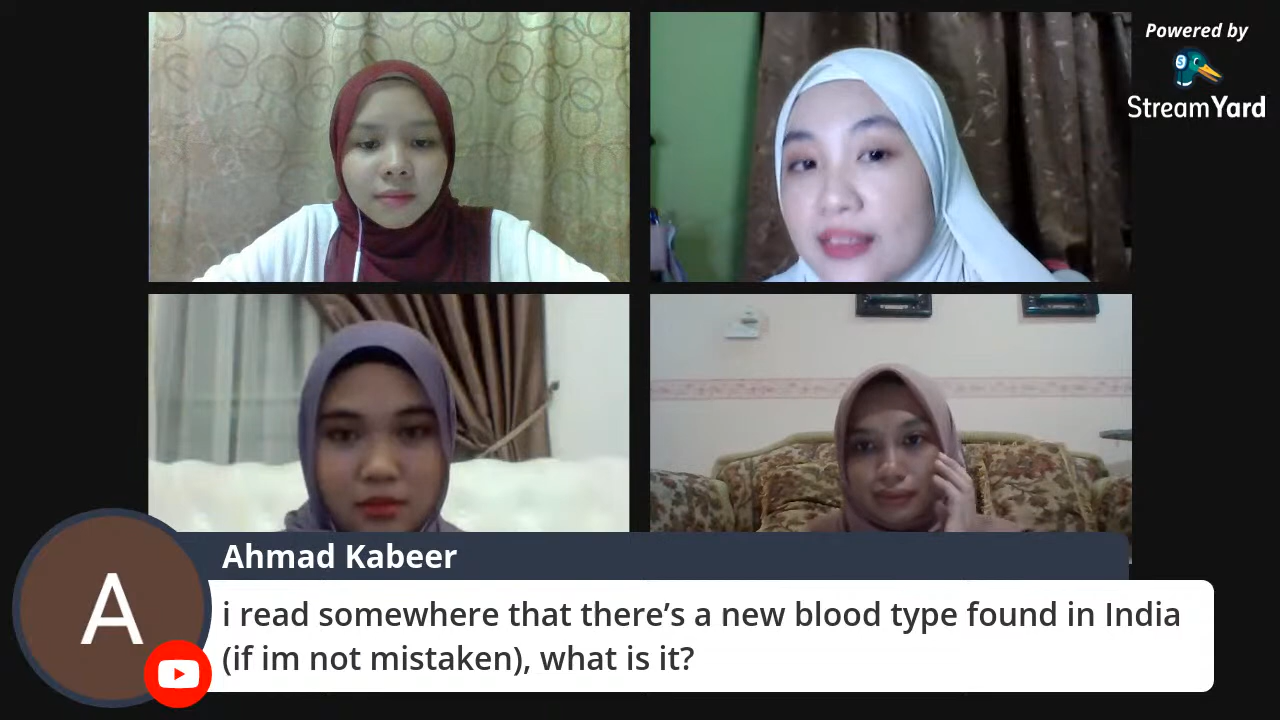 Powered by
StreamYard
Ahmad Kabeer
A
i read somewhere that there’s a new blood type found in India
(if im not mistaken), what is it?